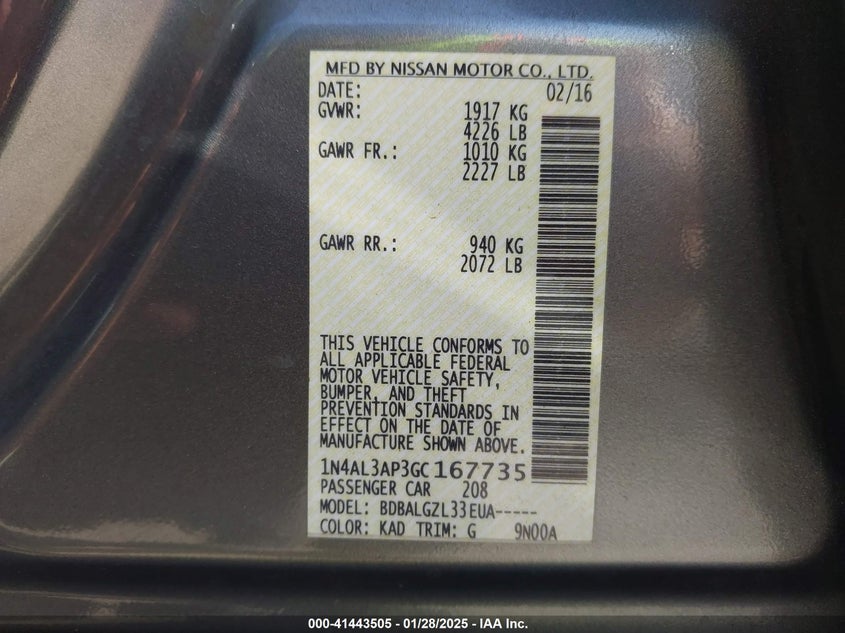 MFD BY NISSAN MOTOR CO., LTD.
DATE: 02/16
GVWR: 1917 KG
4226 LB
GAWR FR.: 1010 KG
2227 LB
GAWR RR.: 940 KG
2072 LB
THIS VEHICLE CONFORMS TO
ALL APPLICABLE FEDERAL
MOTOR VEHICLE SAFETY,
BUMPER, AND THEFT
PREVENTION STANDARDS IN
EFFECT ON THE DATE OF
MANUFACTURE SHOWN ABOVE.
1N4AL3AP3GC167735
PASSENGER CAR 208
MODEL: BDBALGZL33EUA-----
COLOR: KAD TRIM: G 9N00A
000-41443505 - 01/28/2025 - IAA Inc.